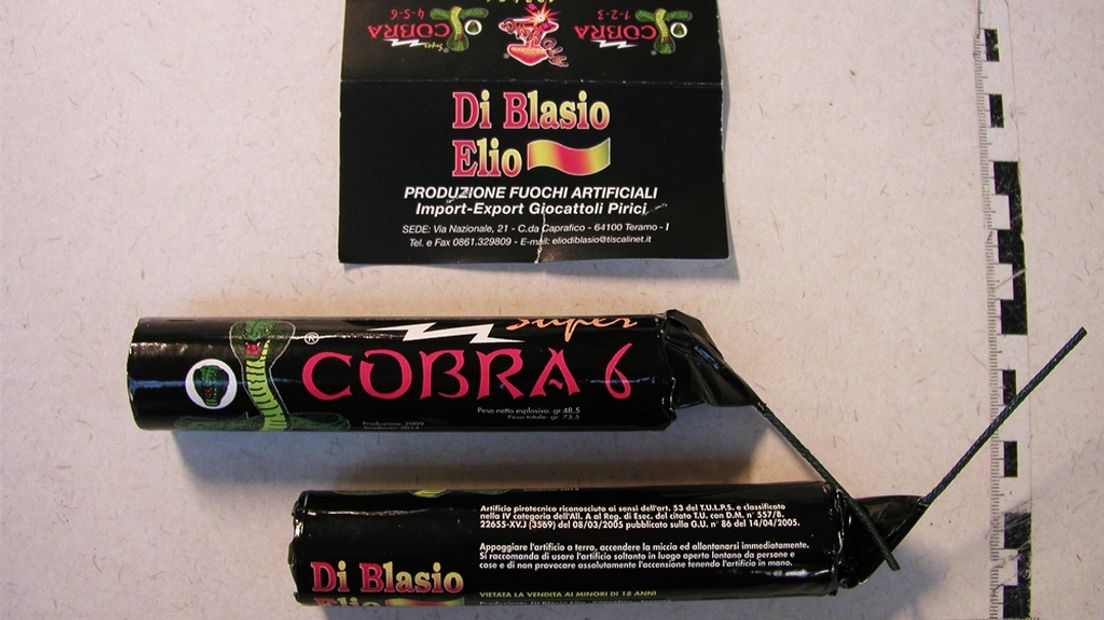 4-5-6
Super
COBRA
1-2-3
COBRA
Di Blasio
Elio
PRODUZIONE FUOCHI ARTIFICIALI
Import-Export Giocattoli Pirici
SEDE: Via Nazionale, 21 - C.da Caprafico - 64100 Teramo - I
Tel. e Fax 0861.329809 - E-mail: eliodiblasio@tiscalinet.it
Super
COBRA 6
®
Peso netto esplosivo: gr.48,5
Peso totale: gr. 73,5
Produzione: 2009
Scadenza: 2014
Artificio pirotecnico riconosciuto ai sensi dell'art. 53 del T.U.L.P.S. e classificato
nella IV categoria dell'All. A al Reg. di Esec. del citato T.U. con D.M. n° 557/B.
22655-XV.J (3569) del 08/03/2005 pubblicato sulla G.U. n° 86 del 14/04/2005.
Appoggiare l'artificio a terra, accendere la miccia ed allontanarsi immediatamente.
Si raccomanda di usare l'artificio soltanto in luogo aperto lontano da persone e
cose e di non provocare assolutamente l'accensione tenendo l'artificio in mano.
Di Blasio
Elio
VIETATA LA VENDITA AI MINORI DI 18 ANNI